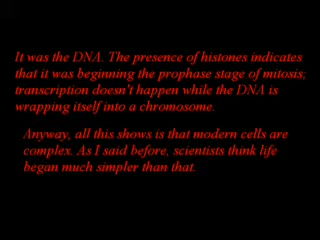 It was the DNA. The presence of histones indicates
that it was beginning the prophase stage of mitosis;
transcription doesn't happen while the DNA is
wrapping itself into a chromosome.
Anyway, all this shows is that modern cells are
complex. As I said before, scientists think life
began much simpler than that.